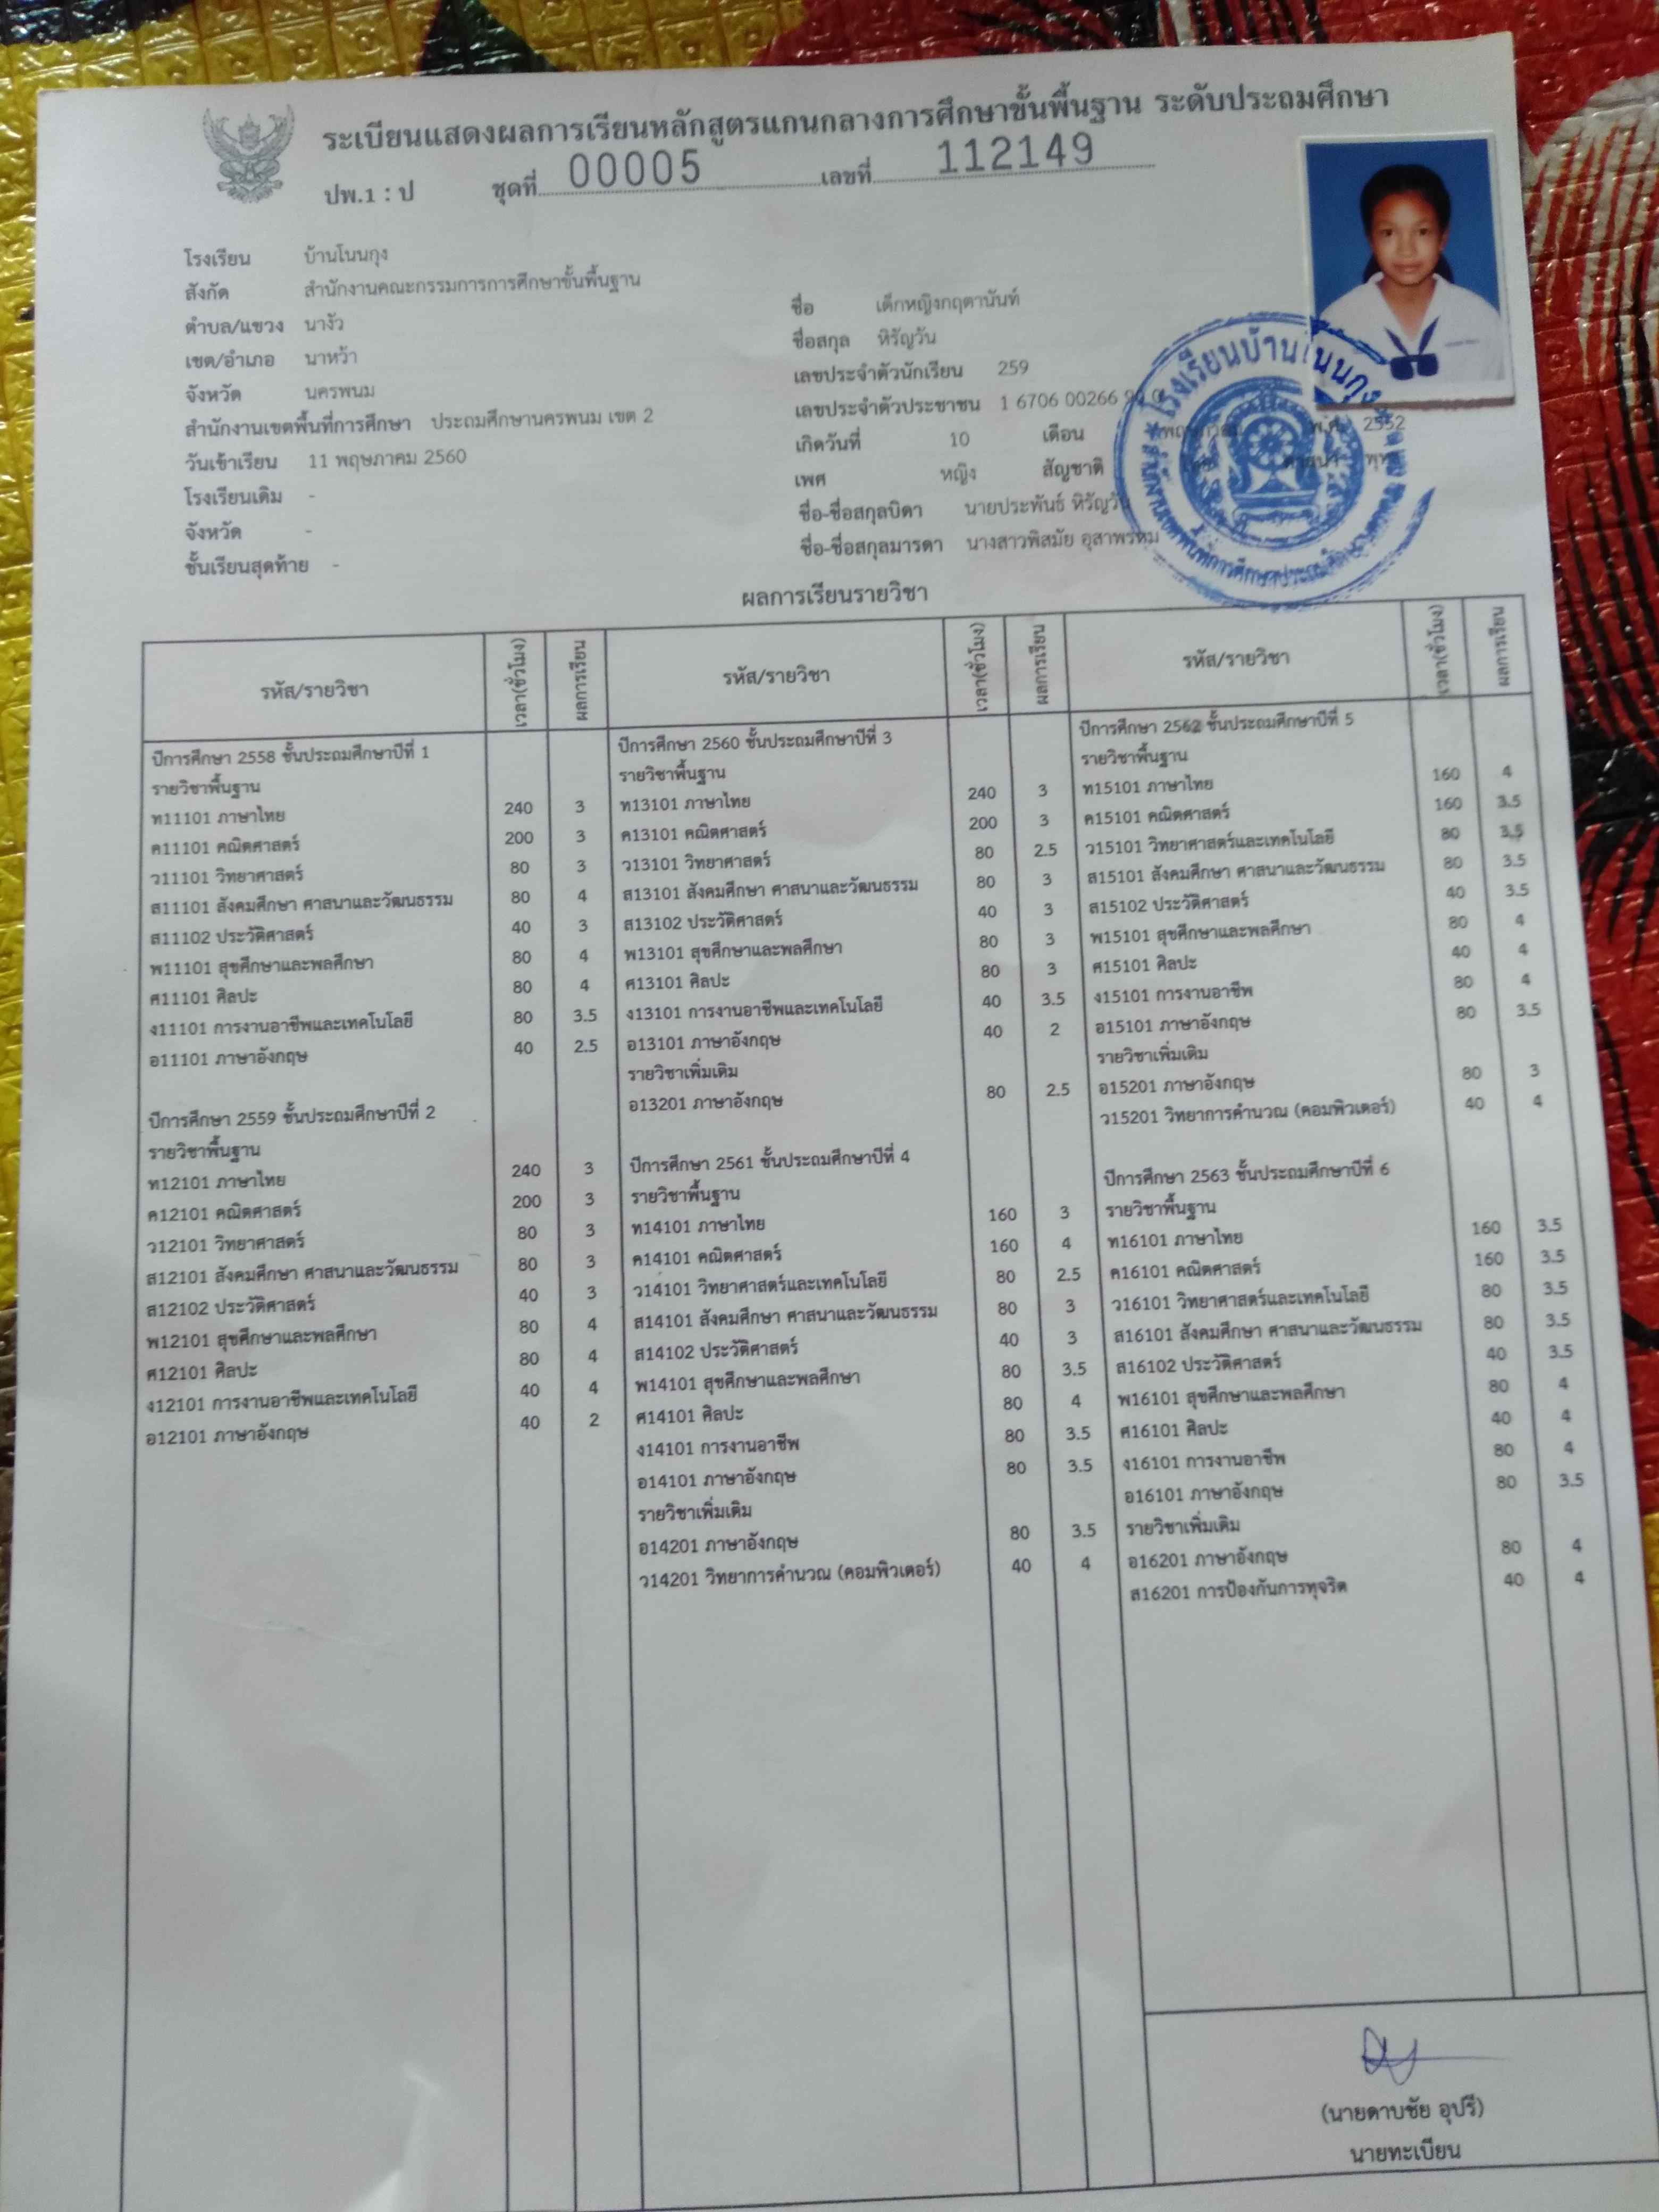 ระเบียนแสดงผลการเรียนหลักสูตรแกนกลางการศึกษาขั้นพื้นฐาน ระดับประถมศึกษา
ปพ.1 : ป ชุดที่ 00005 เลขที่ 112149
โรงเรียน บ้านโนนกุง
สังกัด สำนักงานคณะกรรมการการศึกษาขั้นพื้นฐาน
ตำบล/แขวง นางัว
เขต/อำเภอ นาหว้า
จังหวัด นครพนม
สำนักงานเขตพื้นที่การศึกษา ประถมศึกษานครพนม เขต 2
วันเข้าเรียน 11 พฤษภาคม 2560
โรงเรียนเดิม -
จังหวัด -
ชั้นเรียนสุดท้าย -
ชื่อ เด็กหญิงกฤตานันท์
ชื่อสกุล หิรัญวัน
เลขประจำตัวนักเรียน 259
เลขประจำตัวประชาชน 1 6706 00266
เกิดวันที่ 10 เดือน พฤษภาคม พ.ศ. 2552
เพศ หญิง สัญชาติ ศาสนา พุทธ
ชื่อ-ชื่อสกุลบิดา นายประพันธ์ หิรัญวัน
ชื่อ-ชื่อสกุลมารดา นางสาวพิสมัย อุสาพรหม
โรงเรียนบ้านโนนกุง
ผลการเรียนรายวิชา
รหัส/รายวิชา เวลา(ชั่วโมง) ผลการเรียน
ปีการศึกษา 2558 ชั้นประถมศึกษาปีที่ 1
รายวิชาพื้นฐาน
ท11101 ภาษาไทย 240 3
ค11101 คณิตศาสตร์ 200 3
ว11101 วิทยาศาสตร์ 80 3
ส11101 สังคมศึกษา ศาสนาและวัฒนธรรม 80 4
ส11102 ประวัติศาสตร์ 40 3
พ11101 สุขศึกษาและพลศึกษา 80 4
ศ11101 ศิลปะ 80 4
ง11101 การงานอาชีพและเทคโนโลยี 80 3.5
อ11101 ภาษาอังกฤษ 40 2.5
ปีการศึกษา 2559 ชั้นประถมศึกษาปีที่ 2
รายวิชาพื้นฐาน
ท12101 ภาษาไทย 240 3
ค12101 คณิตศาสตร์ 200 3
ว12101 วิทยาศาสตร์ 80 3
ส12101 สังคมศึกษา ศาสนาและวัฒนธรรม 80 3
ส12102 ประวัติศาสตร์ 40 3
พ12101 สุขศึกษาและพลศึกษา 80 4
ศ12101 ศิลปะ 80 4
ง12101 การงานอาชีพและเทคโนโลยี 40 4
อ12101 ภาษาอังกฤษ 40 2
รหัส/รายวิชา เวลา(ชั่วโมง) ผลการเรียน
ปีการศึกษา 2560 ชั้นประถมศึกษาปีที่ 3
รายวิชาพื้นฐาน
ท13101 ภาษาไทย 240 3
ค13101 คณิตศาสตร์ 200 3
ว13101 วิทยาศาสตร์ 80 2.5
ส13101 สังคมศึกษา ศาสนาและวัฒนธรรม 80 3
ส13102 ประวัติศาสตร์ 40 3
พ13101 สุขศึกษาและพลศึกษา 80 3
ศ13101 ศิลปะ 80 3
ง13101 การงานอาชีพและเทคโนโลยี 40 3.5
อ13101 ภาษาอังกฤษ 40 2
รายวิชาเพิ่มเติม
อ13201 ภาษาอังกฤษ 80 2.5
ปีการศึกษา 2561 ชั้นประถมศึกษาปีที่ 4
รายวิชาพื้นฐาน
ท14101 ภาษาไทย 160 3
ค14101 คณิตศาสตร์ 160 4
ว14101 วิทยาศาสตร์และเทคโนโลยี 80 2.5
ส14101 สังคมศึกษา ศาสนาและวัฒนธรรม 80 3
ส14102 ประวัติศาสตร์ 40 3
พ14101 สุขศึกษาและพลศึกษา 80 3.5
ศ14101 ศิลปะ 80 4
ง14101 การงานอาชีพ 80 3.5
อ14101 ภาษาอังกฤษ 80 3.5
รายวิชาเพิ่มเติม
อ14201 ภาษาอังกฤษ 80 3.5
ว14201 วิทยาการคำนวณ (คอมพิวเตอร์) 40 4
รหัส/รายวิชา เวลา(ชั่วโมง) ผลการเรียน
ปีการศึกษา 2562 ชั้นประถมศึกษาปีที่ 5
รายวิชาพื้นฐาน
ท15101 ภาษาไทย 160 4
ค15101 คณิตศาสตร์ 160 3.5
ว15101 วิทยาศาสตร์และเทคโนโลยี 80 3.5
ส15101 สังคมศึกษา ศาสนาและวัฒนธรรม 80 3.5
ส15102 ประวัติศาสตร์ 40 3.5
พ15101 สุขศึกษาและพลศึกษา 80 4
ศ15101 ศิลปะ 40 4
ง15101 การงานอาชีพ 80 4
อ15101 ภาษาอังกฤษ 80 3.5
รายวิชาเพิ่มเติม
อ15201 ภาษาอังกฤษ 80 3
ว15201 วิทยาการคำนวณ (คอมพิวเตอร์) 40 4
ปีการศึกษา 2563 ชั้นประถมศึกษาปีที่ 6
รายวิชาพื้นฐาน
ท16101 ภาษาไทย 160 3.5
ค16101 คณิตศาสตร์ 160 3.5
ว16101 วิทยาศาสตร์และเทคโนโลยี 80 3.5
ส16101 สังคมศึกษา ศาสนาและวัฒนธรรม 80 3.5
ส16102 ประวัติศาสตร์ 40 3.5
พ16101 สุขศึกษาและพลศึกษา 80 4
ศ16101 ศิลปะ 40 4
ง16101 การงานอาชีพ 80 4
อ16101 ภาษาอังกฤษ 80 3.5
รายวิชาเพิ่มเติม
อ16201 ภาษาอังกฤษ 80 4
ส16201 การป้องกันการทุจริต 40 4
(นายดาบชัย อุปรี)
นายทะเบียน